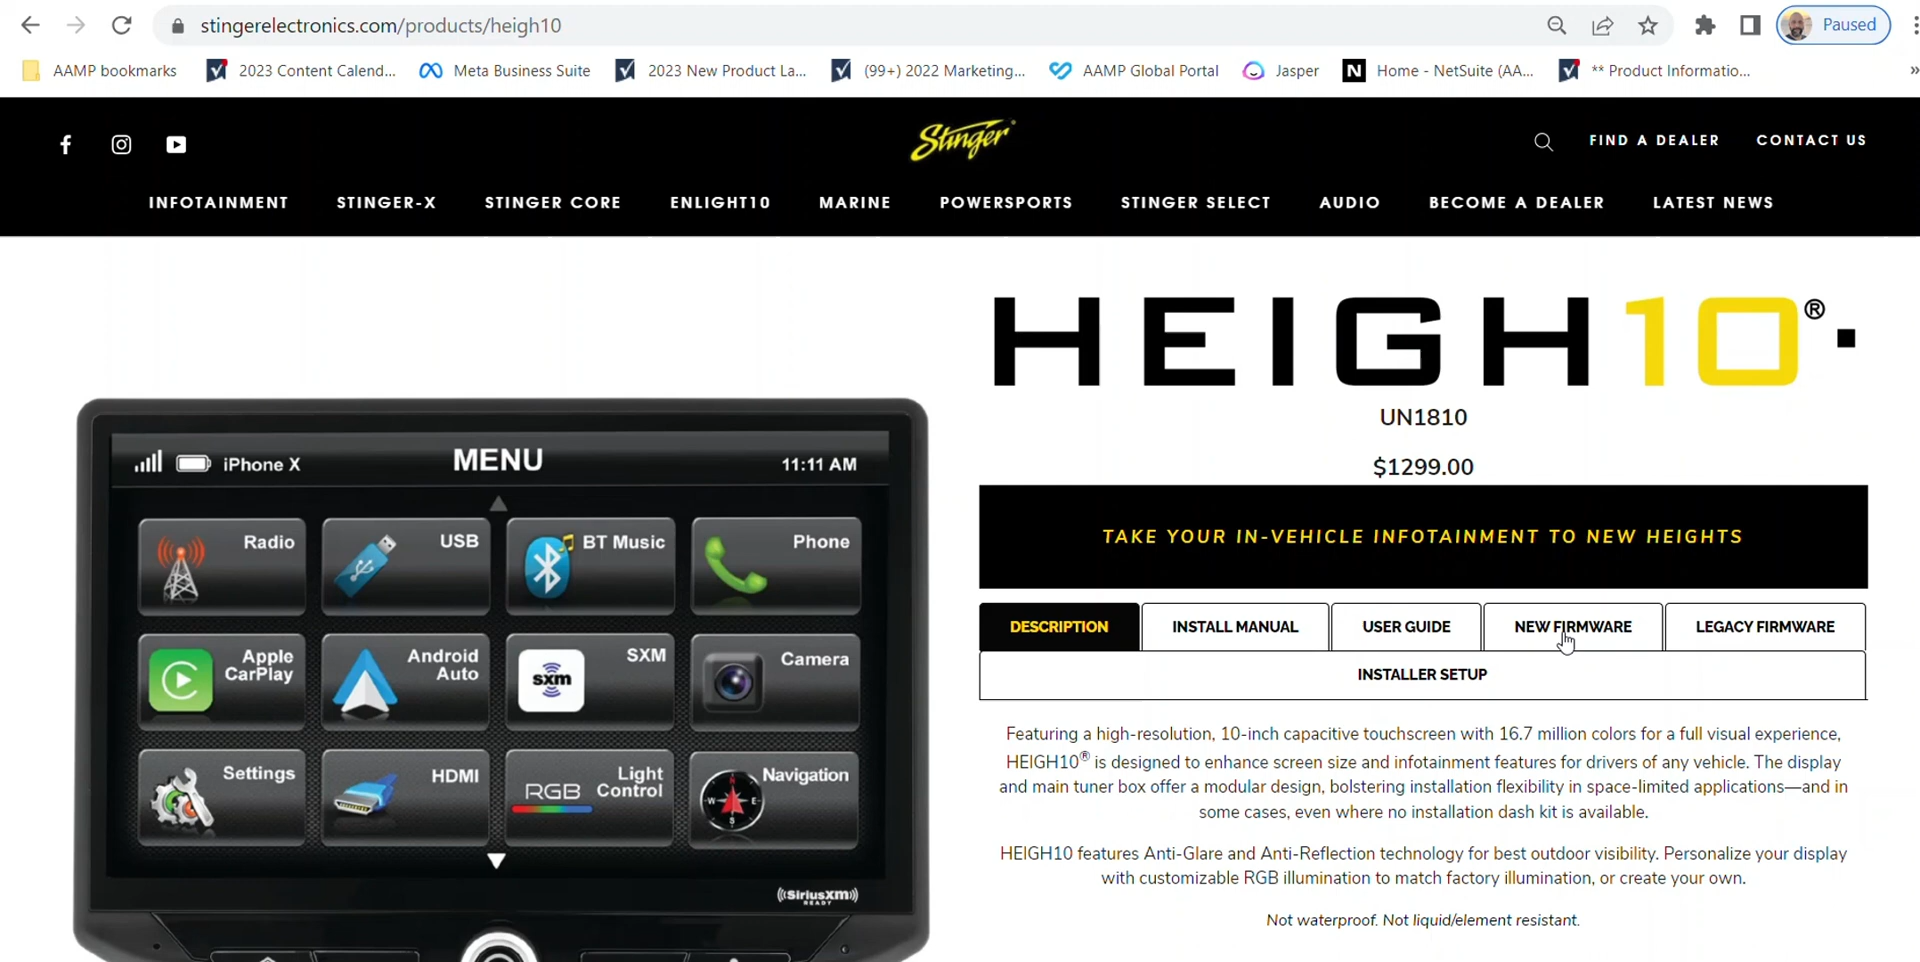 stingerelectronics.com/products/heigh10
Paused
AAMP bookmarks
2023 Content Calend...
Meta Business Suite
2023 New Product La...
(99+) 2022 Marketing...
AAMP Global Portal
Jasper
Home - NetSuite (AA...
** Product Informatio...
»
Stinger®
FIND A DEALER
CONTACT US
INFOTAINMENT
STINGER-X
STINGER CORE
ENLIGHT10
MARINE
POWERSPORTS
STINGER SELECT
AUDIO
BECOME A DEALER
LATEST NEWS
HEIGH10®
UN1810
$1299.00
TAKE YOUR IN-VEHICLE INFOTAINMENT TO NEW HEIGHTS
DESCRIPTION
INSTALL MANUAL
USER GUIDE
NEW FIRMWARE
LEGACY FIRMWARE
INSTALLER SETUP
Featuring a high-resolution, 10-inch capacitive touchscreen with 16.7 million colors for a full visual experience,
HEIGH10® is designed to enhance screen size and infotainment features for drivers of any vehicle. The display
and main tuner box offer a modular design, bolstering installation flexibility in space-limited applications—and in
some cases, even where no installation dash kit is available.
HEIGH10 features Anti-Glare and Anti-Reflection technology for best outdoor visibility. Personalize your display
with customizable RGB illumination to match factory illumination, or create your own.
Not waterproof. Not liquid/element resistant.
iPhone X
MENU
11:11 AM
Radio
USB
BT Music
Phone
Apple
CarPlay
Android
Auto
sxm
SXM
Camera
Settings
HDMI
RGB
Light
Control
N
W
E
S
Navigation
((SiriusXM))
READY